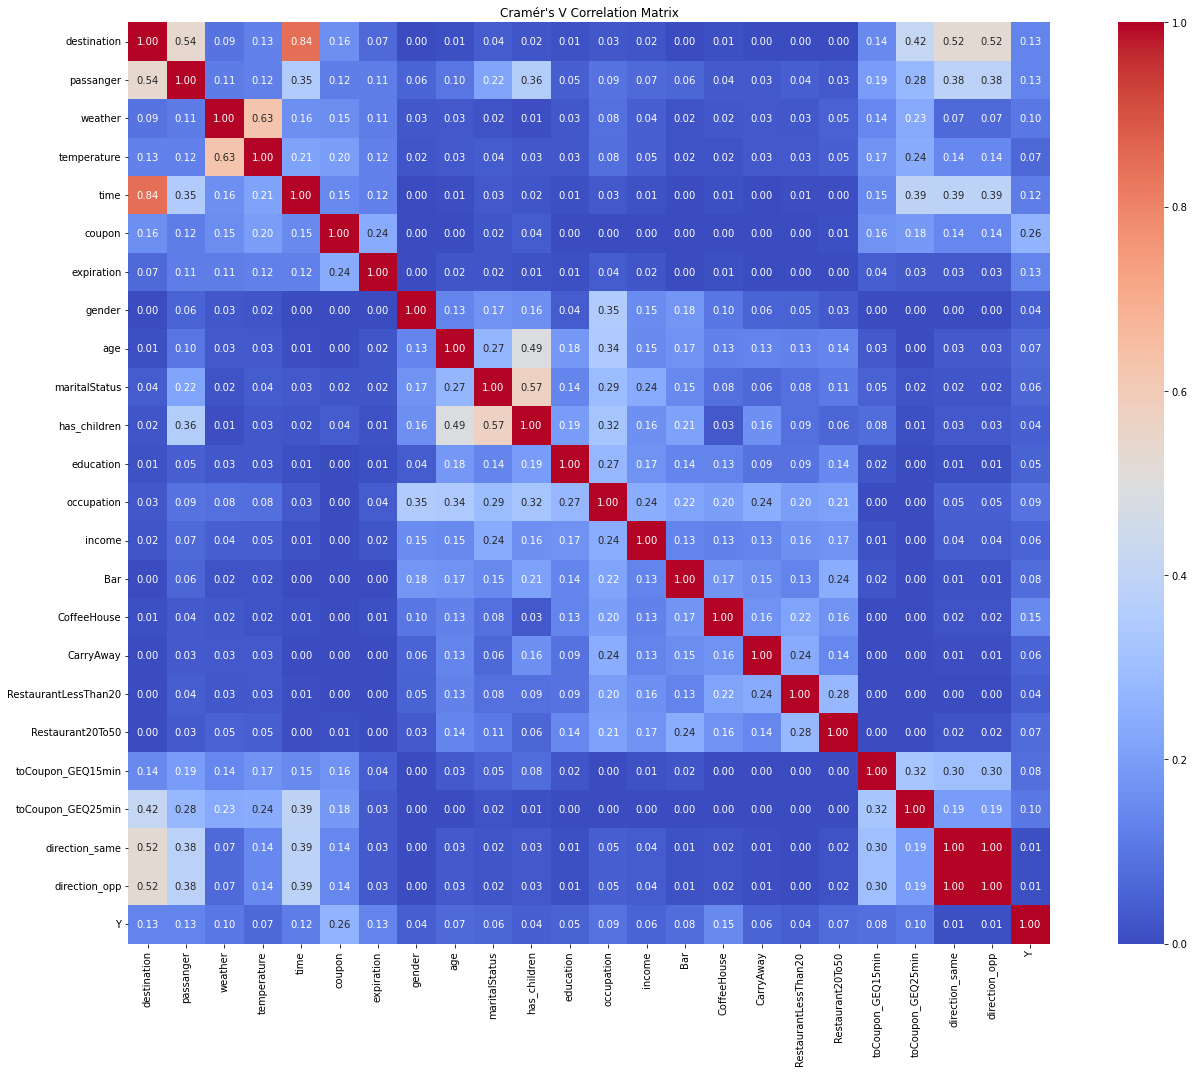 Cramér's V Correlation Matrix
destination 1.00 0.54 0.09 0.13 0.84 0.16 0.07 0.00 0.01 0.04 0.02 0.01 0.03 0.02 0.00 0.01 0.00 0.00 0.00 0.14 0.42 0.52 0.52 0.13
passanger 0.54 1.00 0.11 0.12 0.35 0.12 0.11 0.06 0.10 0.22 0.36 0.05 0.09 0.07 0.06 0.04 0.03 0.04 0.03 0.19 0.28 0.38 0.38 0.13
weather 0.09 0.11 1.00 0.63 0.16 0.15 0.11 0.03 0.03 0.02 0.01 0.03 0.08 0.04 0.02 0.02 0.03 0.03 0.05 0.14 0.23 0.07 0.07 0.10
temperature 0.13 0.12 0.63 1.00 0.21 0.20 0.12 0.02 0.03 0.04 0.03 0.03 0.08 0.05 0.02 0.02 0.03 0.03 0.05 0.17 0.24 0.14 0.14 0.07
time 0.84 0.35 0.16 0.21 1.00 0.15 0.12 0.00 0.01 0.03 0.02 0.01 0.03 0.01 0.00 0.01 0.00 0.01 0.00 0.15 0.39 0.39 0.39 0.12
coupon 0.16 0.12 0.15 0.20 0.15 1.00 0.24 0.00 0.00 0.02 0.04 0.00 0.00 0.00 0.00 0.00 0.00 0.00 0.01 0.16 0.18 0.14 0.14 0.26
expiration 0.07 0.11 0.11 0.12 0.12 0.24 1.00 0.00 0.02 0.02 0.01 0.01 0.04 0.02 0.00 0.01 0.00 0.00 0.00 0.04 0.03 0.03 0.03 0.13
gender 0.00 0.06 0.03 0.02 0.00 0.00 0.00 1.00 0.13 0.17 0.16 0.04 0.35 0.15 0.18 0.10 0.06 0.05 0.03 0.00 0.00 0.00 0.00 0.04
age 0.01 0.10 0.03 0.03 0.01 0.00 0.02 0.13 1.00 0.27 0.49 0.18 0.34 0.15 0.17 0.13 0.13 0.13 0.14 0.03 0.00 0.03 0.03 0.07
maritalStatus 0.04 0.22 0.02 0.04 0.03 0.02 0.02 0.17 0.27 1.00 0.57 0.14 0.29 0.24 0.15 0.08 0.06 0.08 0.11 0.05 0.02 0.02 0.02 0.06
has_children 0.02 0.36 0.01 0.03 0.02 0.04 0.01 0.16 0.49 0.57 1.00 0.19 0.32 0.16 0.21 0.03 0.16 0.09 0.06 0.08 0.01 0.03 0.03 0.04
education 0.01 0.05 0.03 0.03 0.01 0.00 0.01 0.04 0.18 0.14 0.19 1.00 0.27 0.17 0.14 0.13 0.09 0.09 0.14 0.02 0.00 0.01 0.01 0.05
occupation 0.03 0.09 0.08 0.08 0.03 0.00 0.04 0.35 0.34 0.29 0.32 0.27 1.00 0.24 0.22 0.20 0.24 0.20 0.21 0.00 0.00 0.05 0.05 0.09
income 0.02 0.07 0.04 0.05 0.01 0.00 0.02 0.15 0.15 0.24 0.16 0.17 0.24 1.00 0.13 0.13 0.13 0.16 0.17 0.01 0.00 0.04 0.04 0.06
Bar 0.00 0.06 0.02 0.02 0.00 0.00 0.00 0.18 0.17 0.15 0.21 0.14 0.22 0.13 1.00 0.17 0.15 0.13 0.24 0.02 0.00 0.01 0.01 0.08
CoffeeHouse 0.01 0.04 0.02 0.02 0.01 0.00 0.01 0.10 0.13 0.08 0.03 0.13 0.20 0.13 0.17 1.00 0.16 0.22 0.16 0.00 0.00 0.02 0.02 0.15
CarryAway 0.00 0.03 0.03 0.03 0.00 0.00 0.00 0.06 0.13 0.06 0.16 0.09 0.24 0.13 0.15 0.16 1.00 0.24 0.14 0.00 0.00 0.01 0.01 0.06
RestaurantLessThan20 0.00 0.04 0.03 0.03 0.01 0.00 0.00 0.05 0.13 0.08 0.09 0.09 0.20 0.16 0.13 0.22 0.24 1.00 0.28 0.00 0.00 0.00 0.00 0.04
Restaurant20To50 0.00 0.03 0.05 0.05 0.00 0.01 0.00 0.03 0.14 0.11 0.06 0.14 0.21 0.17 0.24 0.16 0.14 0.28 1.00 0.00 0.00 0.02 0.02 0.07
toCoupon_GEQ15min 0.14 0.19 0.14 0.17 0.15 0.16 0.04 0.00 0.03 0.05 0.08 0.02 0.00 0.01 0.02 0.00 0.00 0.00 0.00 1.00 0.32 0.30 0.30 0.08
toCoupon_GEQ25min 0.42 0.28 0.23 0.24 0.39 0.18 0.03 0.00 0.00 0.02 0.01 0.00 0.00 0.00 0.00 0.00 0.00 0.00 0.00 0.32 1.00 0.19 0.19 0.10
direction_same 0.52 0.38 0.07 0.14 0.39 0.14 0.03 0.00 0.03 0.02 0.03 0.01 0.05 0.04 0.01 0.02 0.01 0.00 0.02 0.30 0.19 1.00 1.00 0.01
direction_opp 0.52 0.38 0.07 0.14 0.39 0.14 0.03 0.00 0.03 0.02 0.03 0.01 0.05 0.04 0.01 0.02 0.01 0.00 0.02 0.30 0.19 1.00 1.00 0.01
Y 0.13 0.13 0.10 0.07 0.12 0.26 0.13 0.04 0.07 0.06 0.04 0.05 0.09 0.06 0.08 0.15 0.06 0.04 0.07 0.08 0.10 0.01 0.01 1.00
destination
passanger
weather
temperature
time
coupon
expiration
gender
age
maritalStatus
has_children
education
occupation
income
Bar
CoffeeHouse
CarryAway
RestaurantLessThan20
Restaurant20To50
toCoupon_GEQ15min
toCoupon_GEQ25min
direction_same
direction_opp
Y
1.0
0.8
0.6
0.4
0.2
0.0